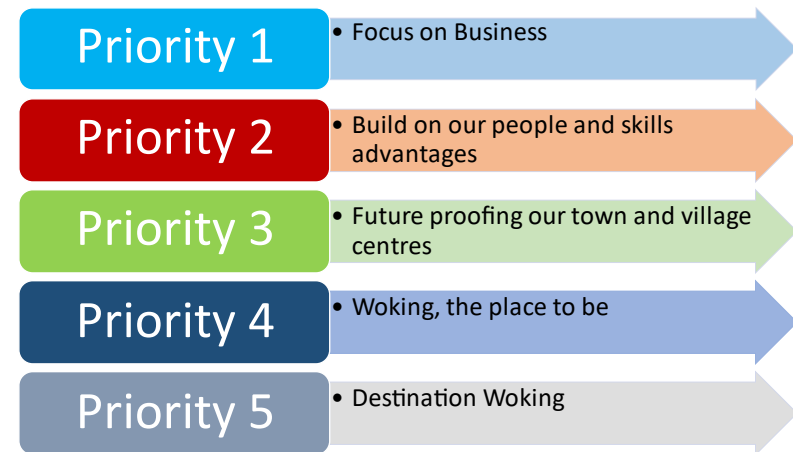 Priority 1
• Focus on Business
Priority 2
• Build on our people and skills
advantages
Priority 3
• Future proofing our town and village
centres
Priority 4
• Woking, the place to be
Priority 5
• Destination Woking